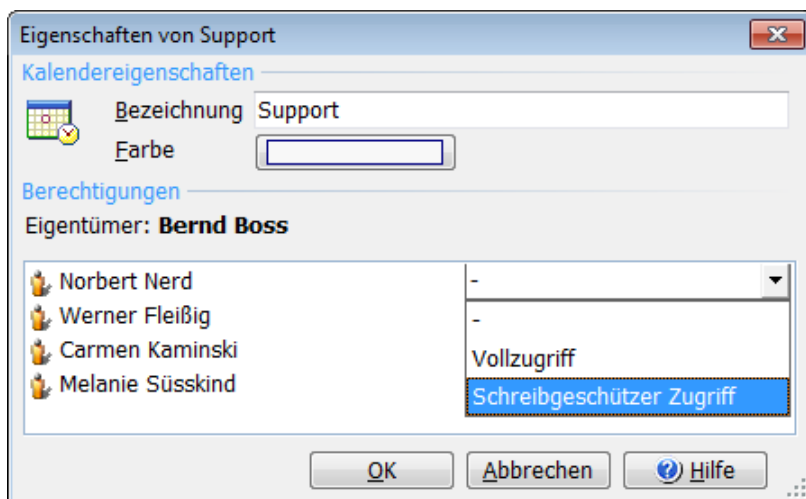 Eigenschaften von Support
Kalendereigenschaften
Bezeichnung Support
Farbe
Berechtigungen
Eigentümer: Bernd Boss
Norbert Nerd -
Werner Fleißig -
Carmen Kaminski Vollzugriff
Melanie Süsskind Schreibgeschützer Zugriff
OK Abbrechen Hilfe